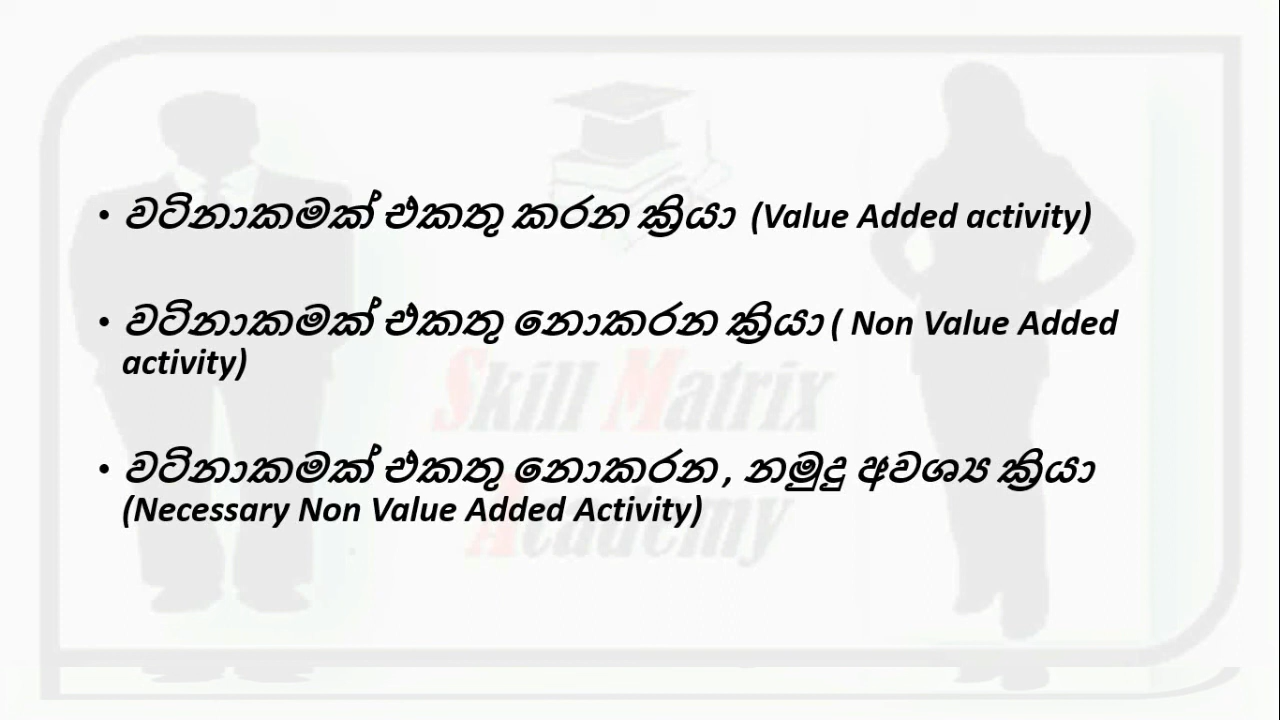 • වටිනාකමක් එකතු කරන ක්‍රියා (Value Added activity)
• වටිනාකමක් එකතු නොකරන ක්‍රියා ( Non Value Added
activity)
Skill Matrix
• වටිනාකමක් එකතු නොකරන , නමුදු අවශ්‍ය ක්‍රියා
(Necessary Non Value Added Activity)
Academy